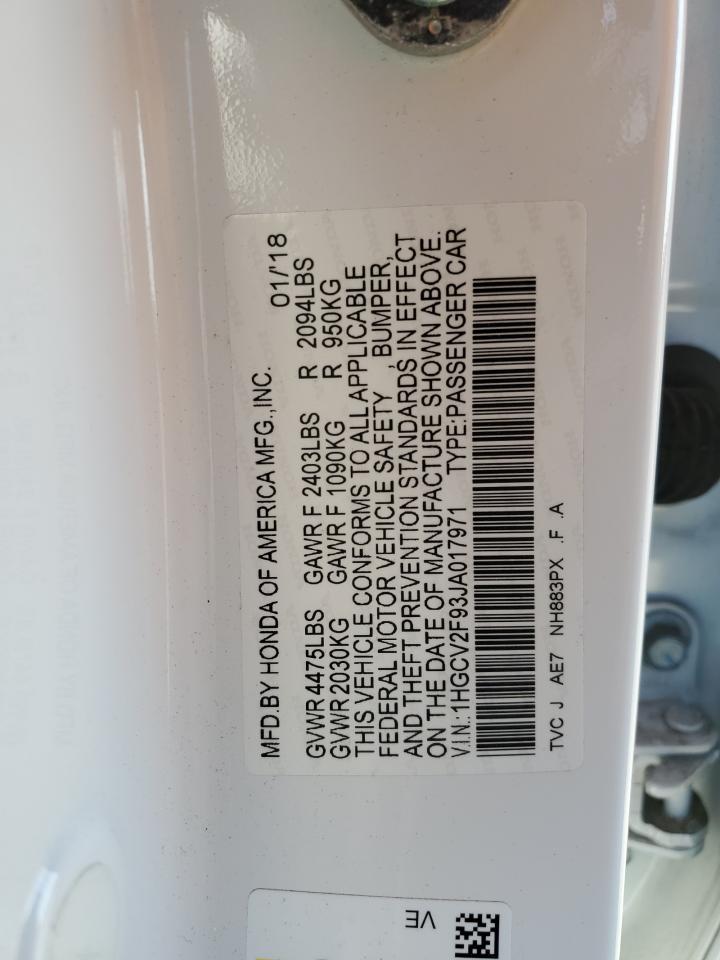 MFD.BY HONDA OF AMERICA MFG.,INC. 01/'18
GVWR 4475LBS GAWR F 2403LBS R 2094LBS
GVWR 2030KG GAWR F 1090KG R 950KG
THIS VEHICLE CONFORMS TO ALL APPLICABLE
FEDERAL MOTOR VEHICLE SAFETY , BUMPER,
AND THEFT PREVENTION STANDARDS, IN EFFECT
ON THE DATE OF MANUFACTURE SHOWN ABOVE.
V.I.N.:1HGCV2F93JA017971 TYPE:PASSENGER CAR
TVC J AE7 NH883PX .F .A
VE